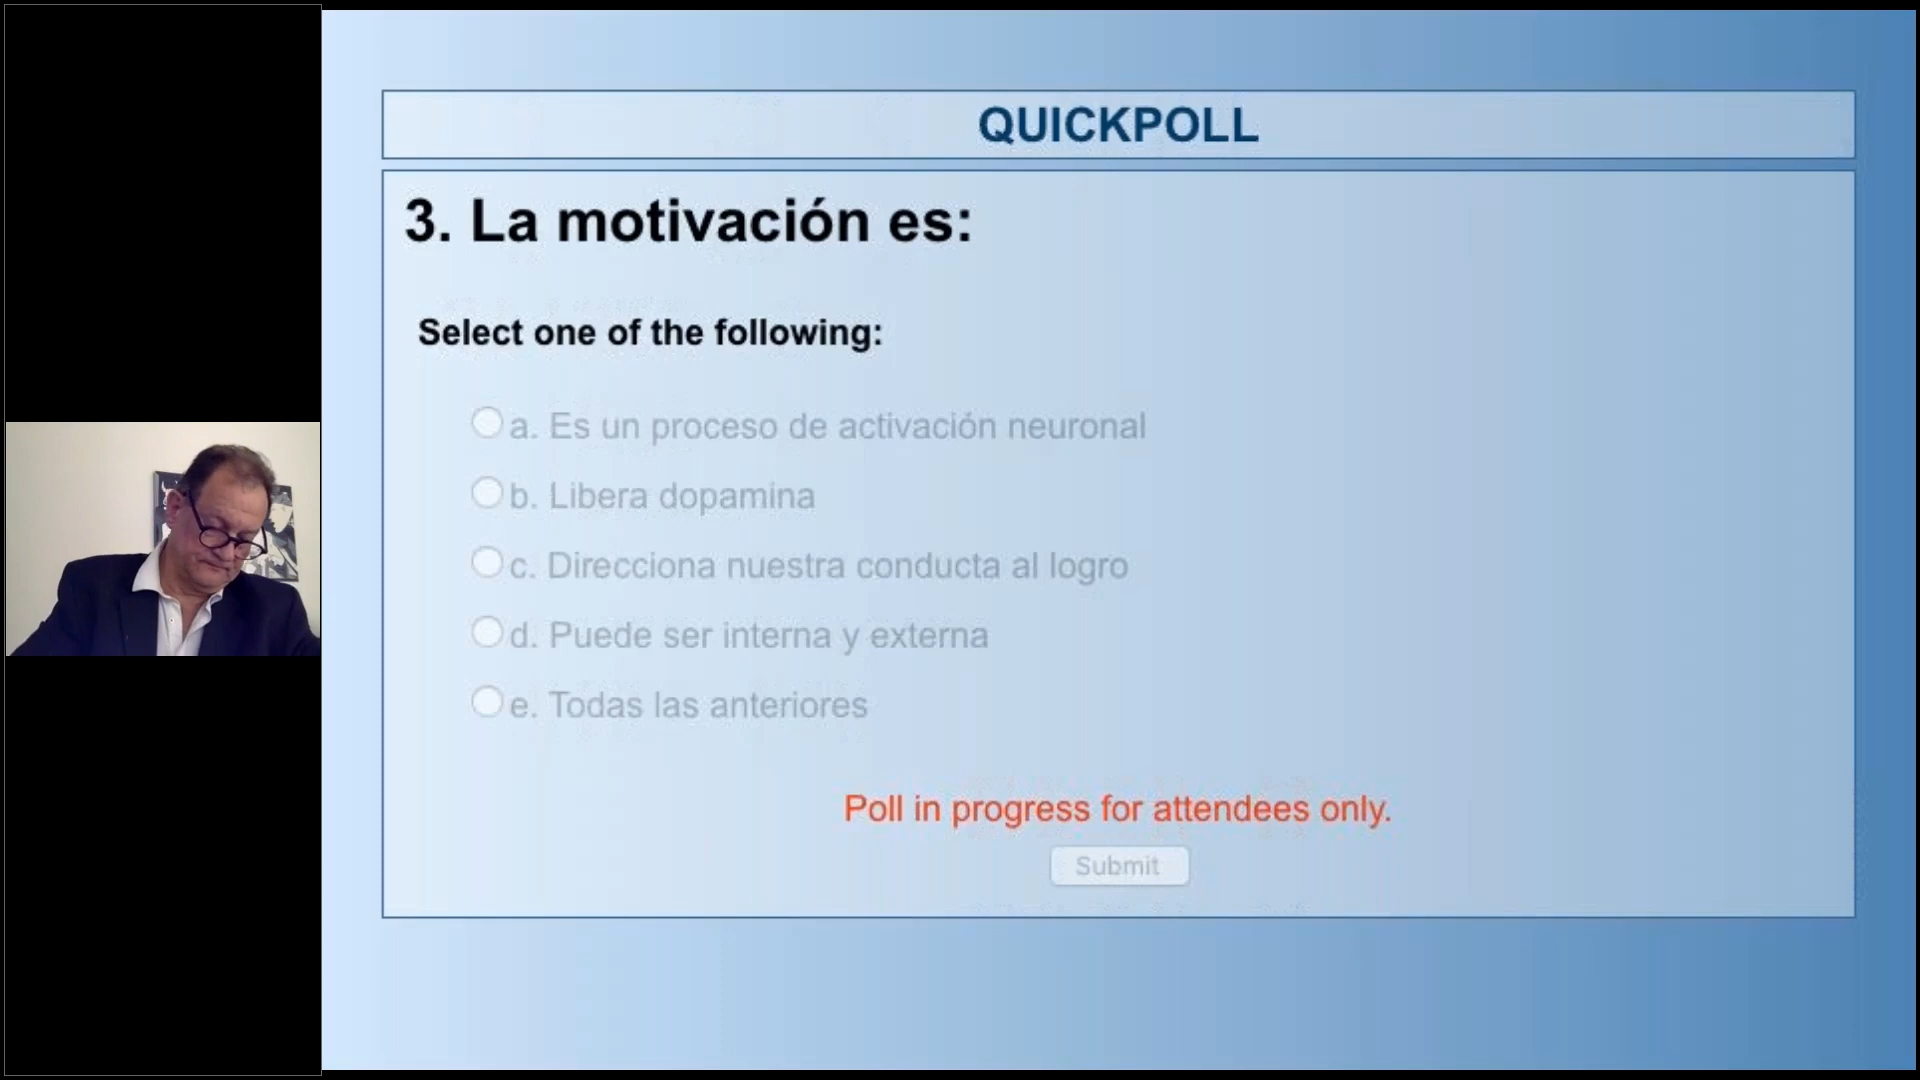 QUICKPOLL
3. La motivación es:
Select one of the following:
a. Es un proceso de activación neuronal
b. Libera dopamina
c. Direcciona nuestra conducta al logro
d. Puede ser interna y externa
e. Todas las anteriores
Poll in progress for attendees only.
Submit